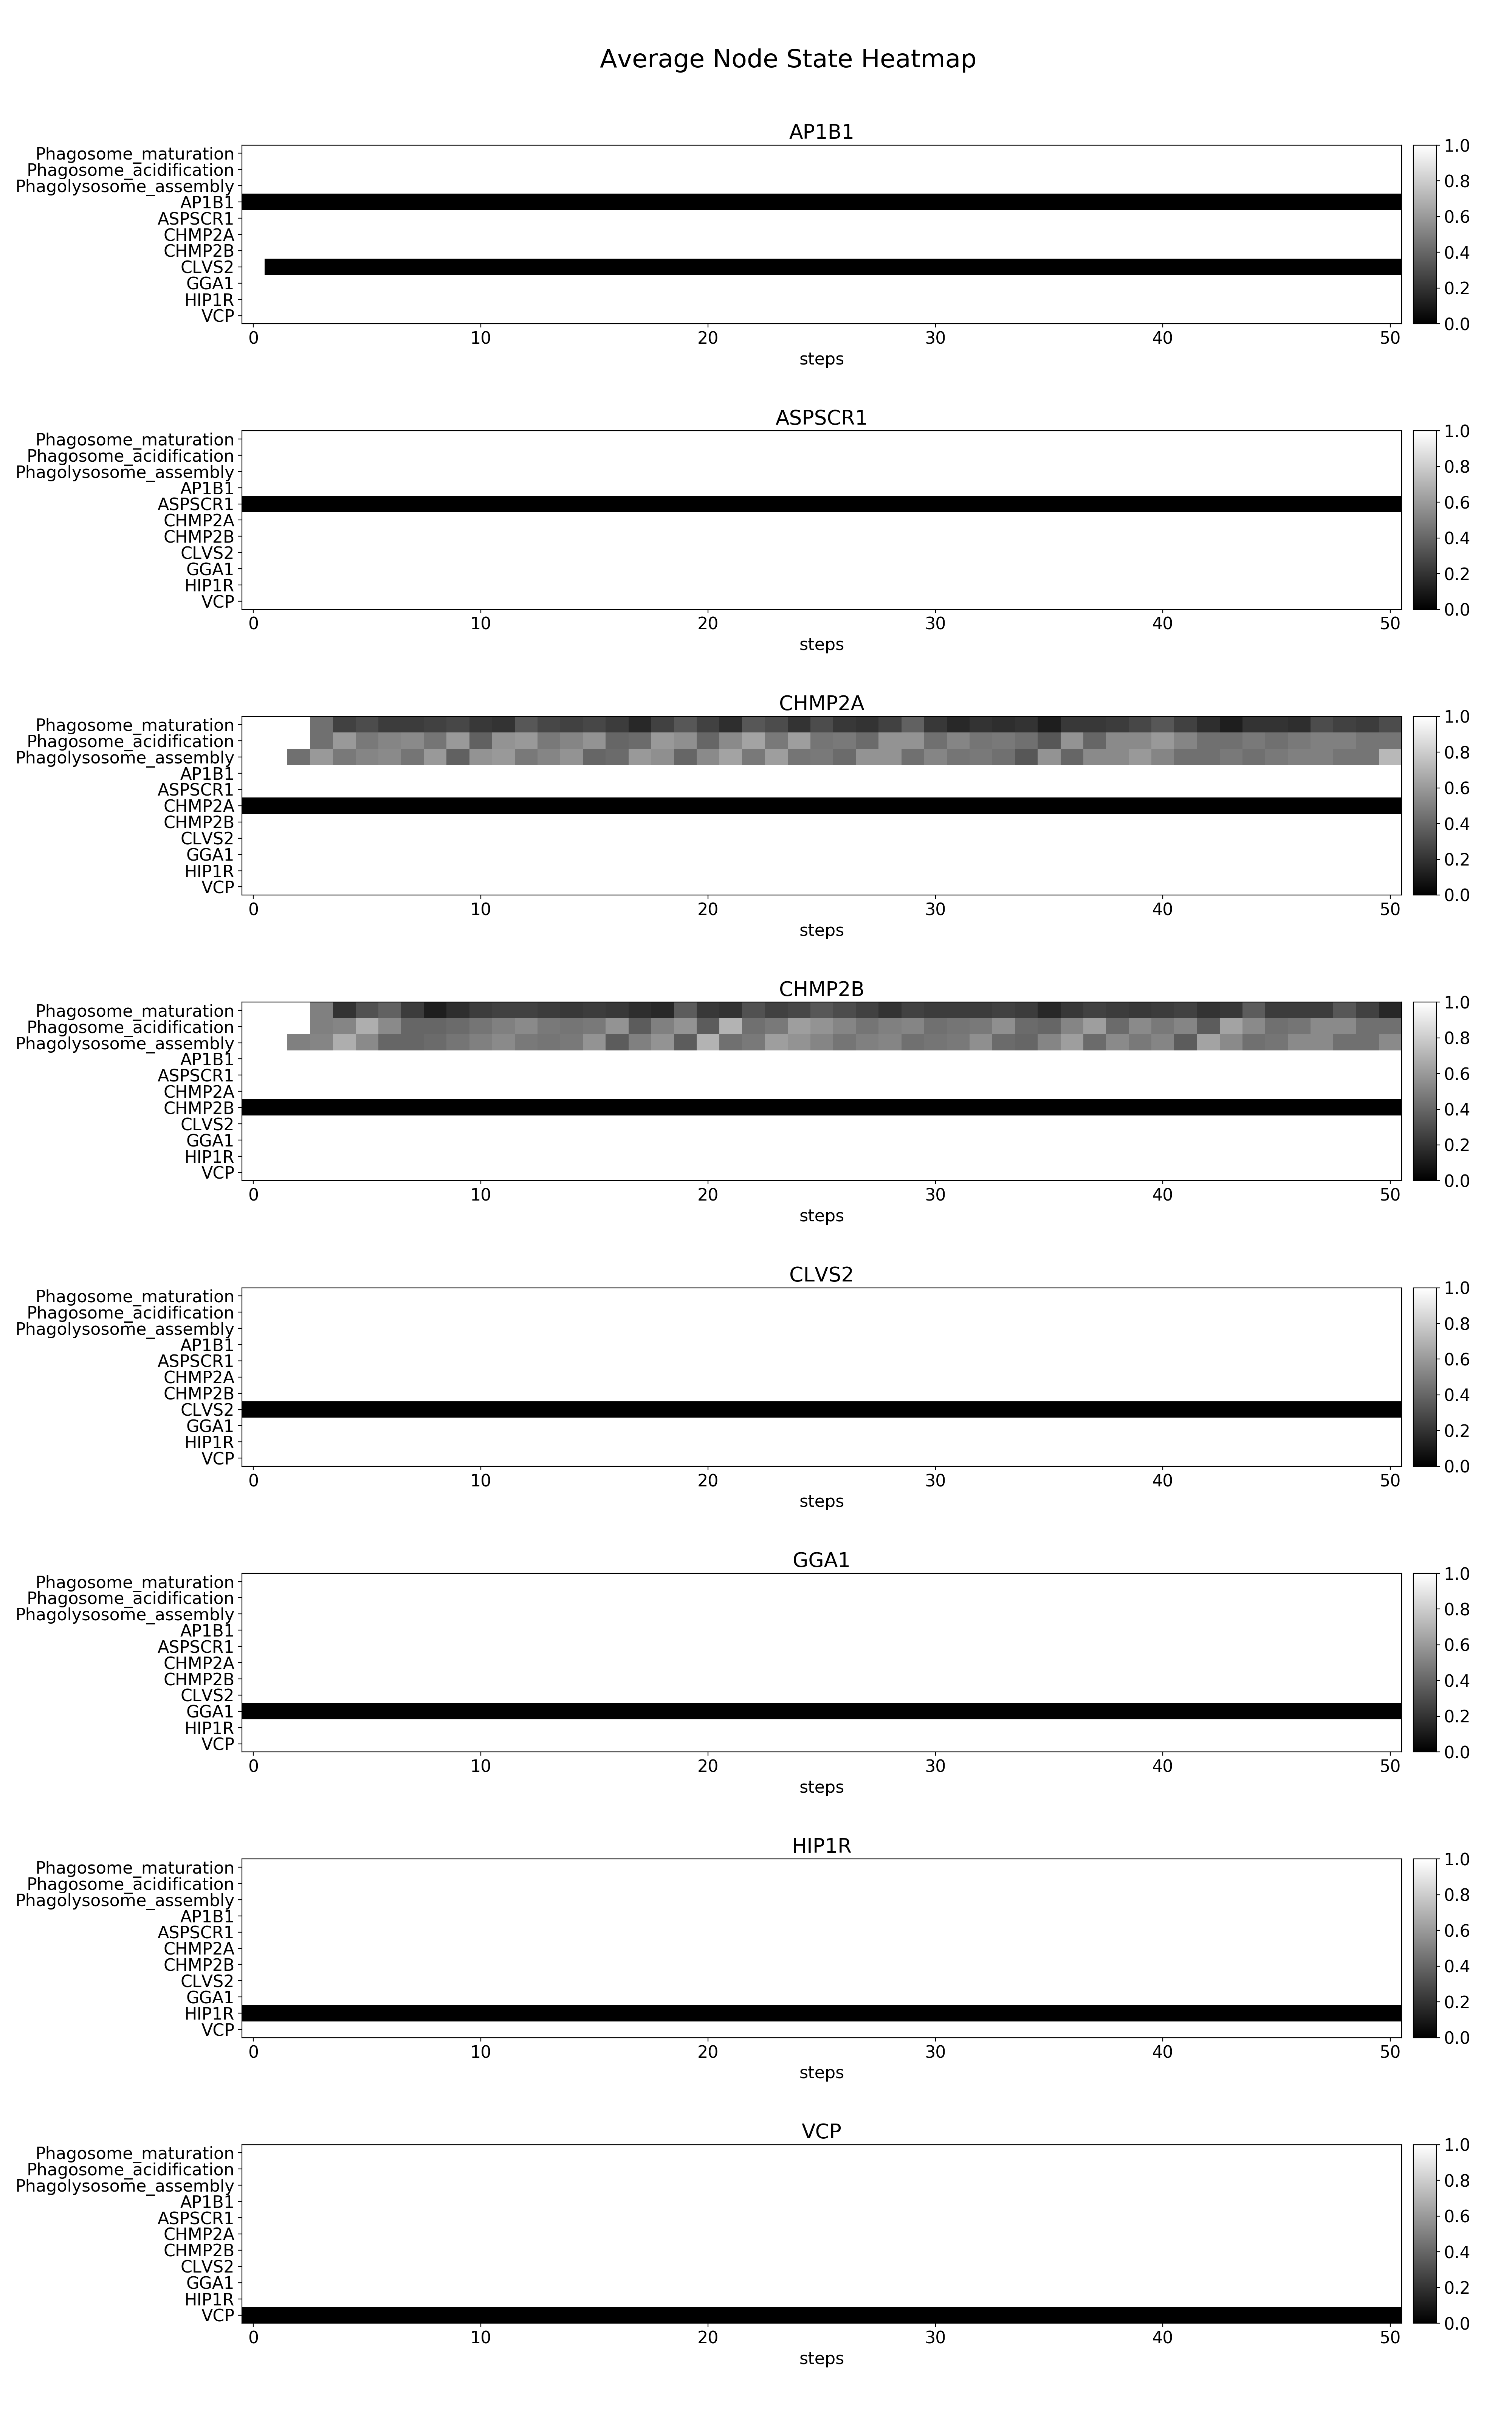 Average Node State Heatmap
AP1B1
Phagosome_maturation
Phagosome_acidification
Phagolysosome_assembly
AP1B1
ASPSCR1
CHMP2A
CHMP2B
CLVS2
GGA1
HIP1R
VCP
1.0
0.8
0.6
0.4
0.2
0.0
0 10 20 30 40 50
steps
ASPSCR1
Phagosome_maturation
Phagosome_acidification
Phagolysosome_assembly
AP1B1
ASPSCR1
CHMP2A
CHMP2B
CLVS2
GGA1
HIP1R
VCP
1.0
0.8
0.6
0.4
0.2
0.0
0 10 20 30 40 50
steps
CHMP2A
Phagosome_maturation
Phagosome_acidification
Phagolysosome_assembly
AP1B1
ASPSCR1
CHMP2A
CHMP2B
CLVS2
GGA1
HIP1R
VCP
1.0
0.8
0.6
0.4
0.2
0.0
0 10 20 30 40 50
steps
CHMP2B
Phagosome_maturation
Phagosome_acidification
Phagolysosome_assembly
AP1B1
ASPSCR1
CHMP2A
CHMP2B
CLVS2
GGA1
HIP1R
VCP
1.0
0.8
0.6
0.4
0.2
0.0
0 10 20 30 40 50
steps
CLVS2
Phagosome_maturation
Phagosome_acidification
Phagolysosome_assembly
AP1B1
ASPSCR1
CHMP2A
CHMP2B
CLVS2
GGA1
HIP1R
VCP
1.0
0.8
0.6
0.4
0.2
0.0
0 10 20 30 40 50
steps
GGA1
Phagosome_maturation
Phagosome_acidification
Phagolysosome_assembly
AP1B1
ASPSCR1
CHMP2A
CHMP2B
CLVS2
GGA1
HIP1R
VCP
1.0
0.8
0.6
0.4
0.2
0.0
0 10 20 30 40 50
steps
HIP1R
Phagosome_maturation
Phagosome_acidification
Phagolysosome_assembly
AP1B1
ASPSCR1
CHMP2A
CHMP2B
CLVS2
GGA1
HIP1R
VCP
1.0
0.8
0.6
0.4
0.2
0.0
0 10 20 30 40 50
steps
VCP
Phagosome_maturation
Phagosome_acidification
Phagolysosome_assembly
AP1B1
ASPSCR1
CHMP2A
CHMP2B
CLVS2
GGA1
HIP1R
VCP
1.0
0.8
0.6
0.4
0.2
0.0
0 10 20 30 40 50
steps